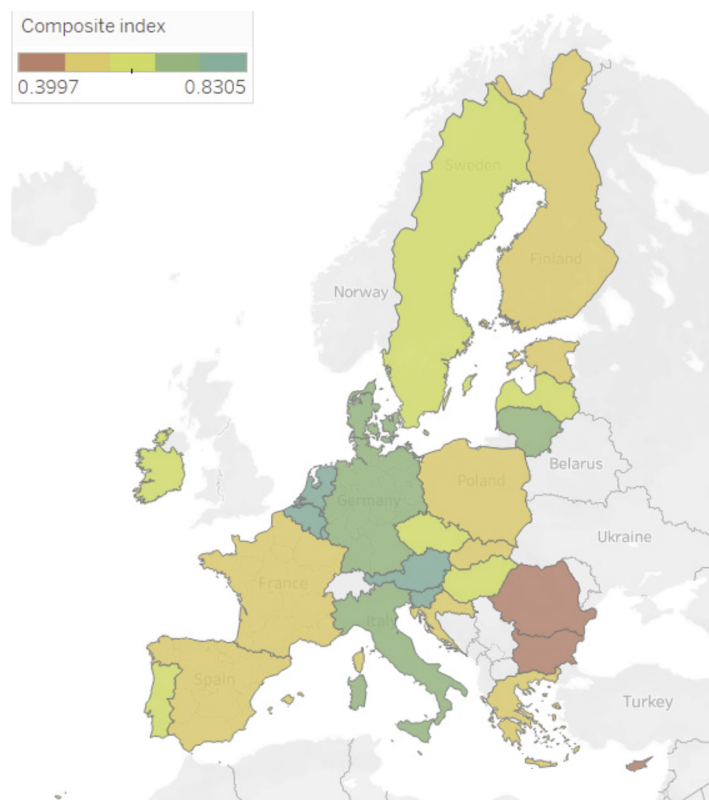 Composite index
0.3997 0.8305
Sweden
Finland
Norway
Belarus
Poland
Germany
Ukraine
France
Italy
Spain
Turkey